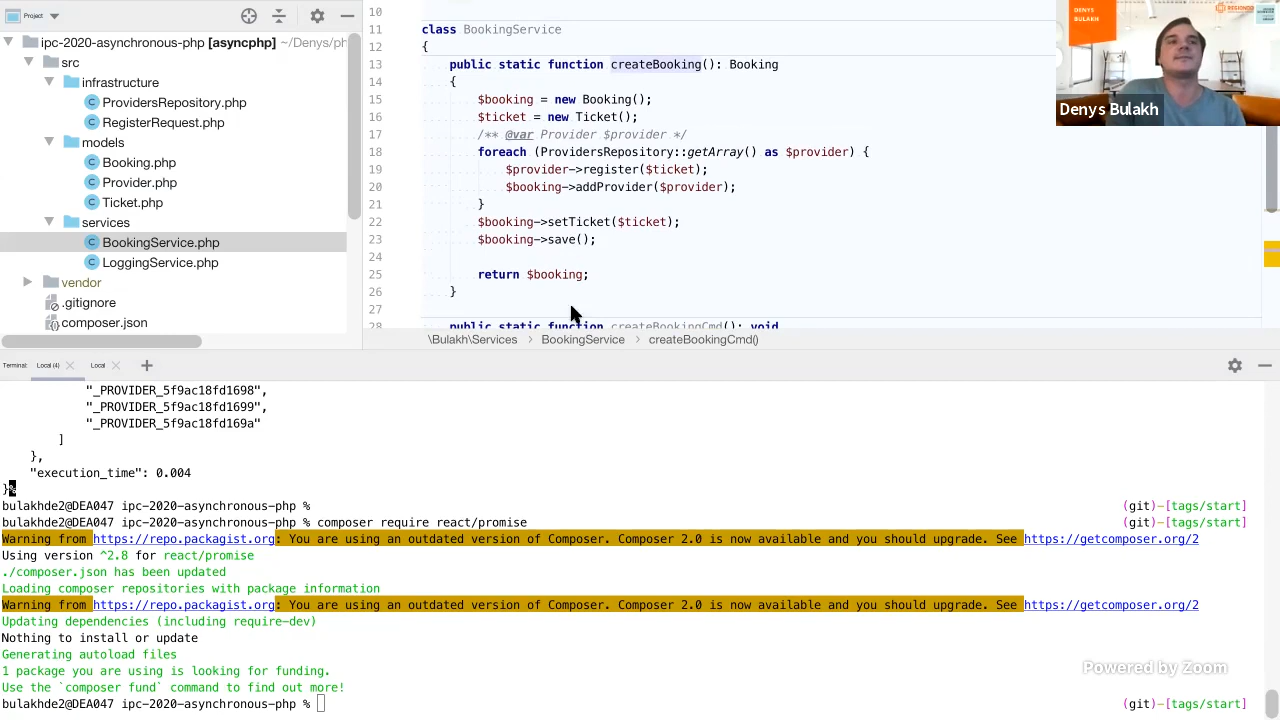 Project
ipc-2020-asynchronous-php [asyncphp] ~/Denys/ph
src
infrastructure
ProvidersRepository.php
RegisterRequest.php
models
Booking.php
Provider.php
Ticket.php
services
BookingService.php
LoggingService.php
vendor
.gitignore
composer.json
10
11 class BookingService
12 {
13 public static function createBooking(): Booking
14 {
15 $booking = new Booking();
16 $ticket = new Ticket();
17 /** @var Provider $provider */
18 foreach (ProvidersRepository::getArray() as $provider) {
19 $provider->register($ticket);
20 $booking->addProvider($provider);
21 }
22 $booking->setTicket($ticket);
23 $booking->save();
24
25 return $booking;
26 }
27
28 public static function createBookingCmd(): void
\Bulakh\Services > BookingService > createBookingCmd()
DENYS
BULAKH
REGIONDO
Denys Bulakh
Terminal: Local (4) Local
"_PROVIDER_5f9ac18fd1698",
"_PROVIDER_5f9ac18fd1699",
"_PROVIDER_5f9ac18fd169a"
]
},
"execution_time": 0.004
}%
bulakhde2@DEA047 ipc-2020-asynchronous-php % (git)-[tags/start]
bulakhde2@DEA047 ipc-2020-asynchronous-php % composer require react/promise (git)-[tags/start]
Warning from https://repo.packagist.org: You are using an outdated version of Composer. Composer 2.0 is now available and you should upgrade. See https://getcomposer.org/2
Using version ^2.8 for react/promise
./composer.json has been updated
Loading composer repositories with package information
Warning from https://repo.packagist.org: You are using an outdated version of Composer. Composer 2.0 is now available and you should upgrade. See https://getcomposer.org/2
Updating dependencies (including require-dev)
Nothing to install or update
Generating autoload files
1 package you are using is looking for funding.
Use the `composer fund` command to find out more!
bulakhde2@DEA047 ipc-2020-asynchronous-php % (git)-[tags/start]
Powered by Zoom